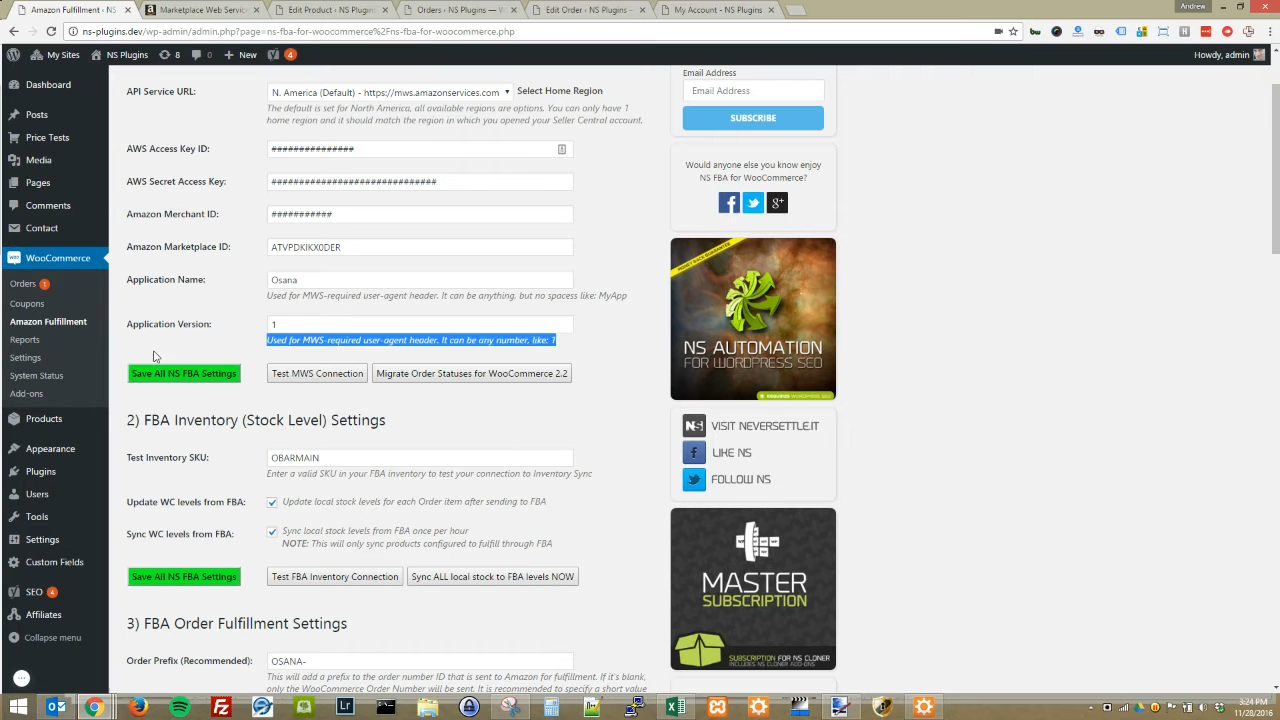 Amazon Fulfillment ‹ NS
Marketplace Web Servic
Edit Product ‹ NS Plugins
Orders ‹ NS Plugins — W
Edit Order ‹ NS Plugins —
My Account - NS Plugins
Andrew
ns-plugins.dev/wp-admin/admin.php?page=ns-fba-for-woocommerce%2Fns-fba-for-woocommerce.php
My Sites
NS Plugins
8
0
New
4
Howdy, admin
Dashboard
Posts
Price Tests
Media
Pages
Comments
Contact
WooCommerce
Orders 1
Coupons
Amazon Fulfillment
Reports
Settings
System Status
Add-ons
Products
Appearance
Plugins
Users
Tools
Settings
Custom Fields
SEO 4
Affiliates
Collapse menu
API Service URL:
N. America (Default) - https://mws.amazonservices.com
Select Home Region
The default is set for North America, all available regions are options. You can only have 1
home region and it should match the region in which you opened your Seller Central account.
AWS Access Key ID:
###############
AWS Secret Access Key:
##############################
Amazon Merchant ID:
###########
Amazon Marketplace ID:
ATVPDKIKX0DER
Application Name:
Osana
Used for MWS-required user-agent header. It can be anything, but no spacess like: MyApp
Application Version:
1
Used for MWS-required user-agent header. It can be any number, like: 1
Save All NS FBA Settings
Test MWS Connection
Migrate Order Statuses for WooCommerce 2.2
2) FBA Inventory (Stock Level) Settings
Test Inventory SKU:
OBARMAIN
Enter a valid SKU in your FBA inventory to test your connection to Inventory Sync
Update WC levels from FBA:
Update local stock levels for each Order item after sending to FBA
Sync WC levels from FBA:
Sync local stock levels from FBA once per hour
NOTE: This will only sync products configured to fulfill through FBA
Save All NS FBA Settings
Test FBA Inventory Connection
Sync ALL local stock to FBA levels NOW
3) FBA Order Fulfillment Settings
Order Prefix (Recommended):
OSANA-
This will add a prefix to the order number ID that is sent to Amazon for fulfillment. If it's blank,
only the WooCommerce Order Number will be sent. It is recommended to specify a short value
Email Address
Email Address
SUBSCRIBE
Would anyone else you know enjoy
NS FBA for WooCommerce?
MONEY BACK GUARANTEE
NS AUTOMATION
FOR WORDPRESS SEO
NS VISIT NEVERSETTLE.IT
LIKE NS
FOLLOW NS
MASTER
SUBSCRIPTION
SUBSCRIPTION FOR NS CLONER
INCLUDES NS CLONER ADD-ONS
3:24 PM
11/28/2016